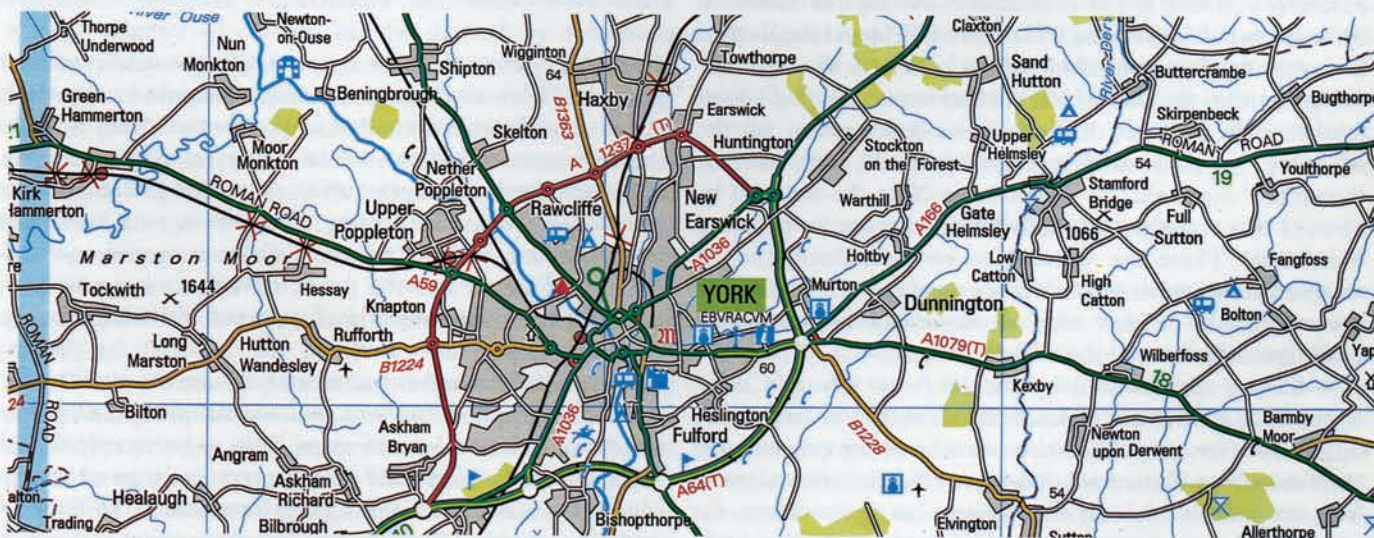 River Ouse
Newton-
on-Ouse
Thorpe
Underwood
Nun
Monkton
Shipton
Beningbrough
Wigginton
64
Haxby
Towthorpe
Claxton
Sand
Hutton
River Der
Buttercrambe
Bugthorpe
Green
Hammerton
Moor
Monkton
Skelton
Nether
Poppleton
B1363
A
1237
(T)
Earswick
Huntington
Stockton
on the Forest
Upper
Helmsley
Skirpenbeck
ROMAN
ROAD
54
19
Youlthorpe
Kirk
Hammerton
ROMAN ROAD
Upper
Poppleton
Rawcliffe
New
Earswick
Warthill
A166
Gate
Helmsley
Stamford
Bridge
1066
Full
Sutton
Marston Moor
A59
A1036
Holtby
Low
Catton
High
Catton
Fangfoss
Tockwith
1644
Hessay
Knapton
YORK
EBVRACVM
Murton
Dunnington
Bolton
ROMAN
ROAD
Long
Marston
Hutton
Wandesley
Rufforth
B1224
M
60
A1079(T)
Kexby
Wilberfoss
18
Yap
24
Bilton
Askham
Bryan
A1036
Heslington
Fulford
B1228
Newton
upon Derwent
Barmby
Moor
Angram
Askham
Richard
Healaugh
Bilbrough
Trading
A64(T)
Bishopthorpe
Elvington
54
Sutton
Allerthorpe